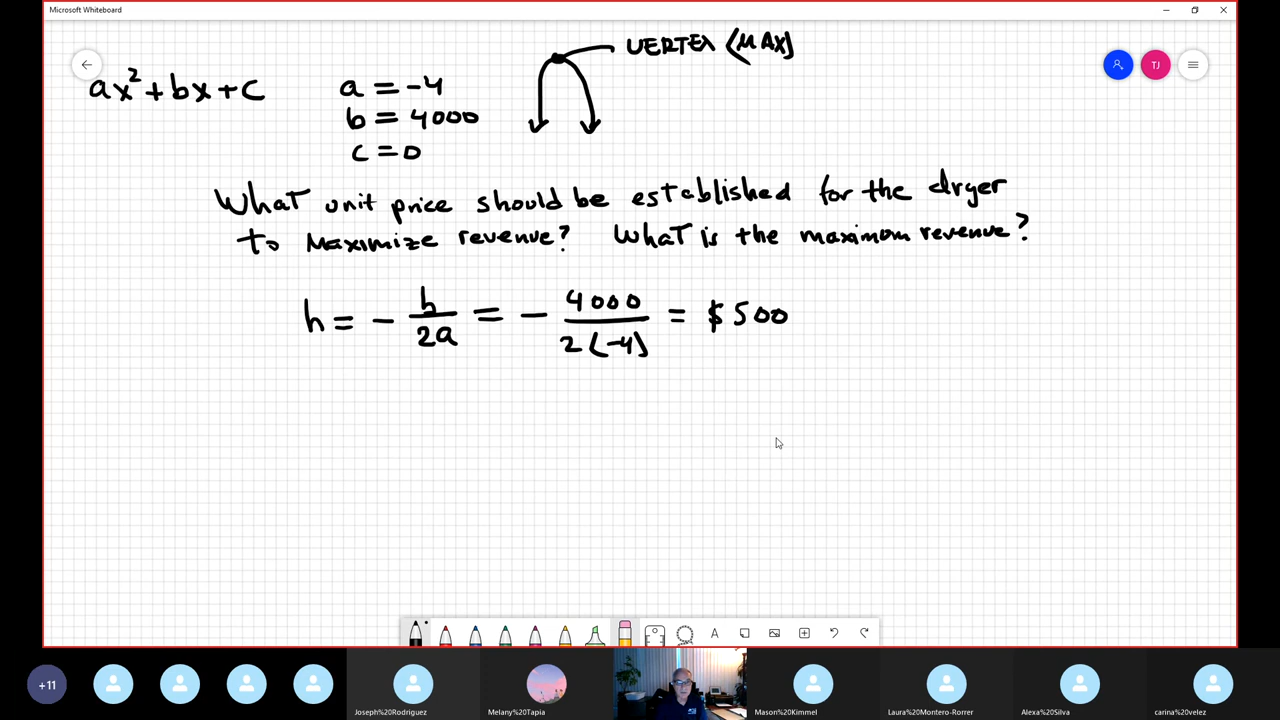 Microsoft Whiteboard
VERTEX (MAX)
TJ
ax²+bx+c
a = -4
b = 4000
c = 0
What unit price should be established for the dryer
to maximize revenue? What is the maximum revenue?
h = - b/2a = - 4000/2(-4) = $500
A
+11
Joseph%20Rodriguez
Melany%20Tapia
Mason%20Kimmel
Laura%20Montero-Rorrer
Alexa%20Silva
carina%20velez